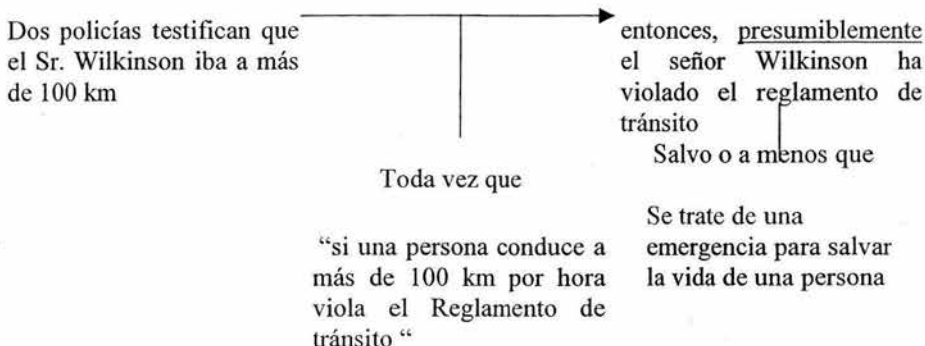 Dos policías testifican que
el Sr. Wilkinson iba a más
de 100 km
entonces, presumiblemente
el señor Wilkinson ha
violado el reglamento de
tránsito
Salvo o a menos que
Se trate de una
emergencia para salvar
la vida de una persona
Toda vez que
“si una persona conduce a
más de 100 km por hora
viola el Reglamento de
tránsito “